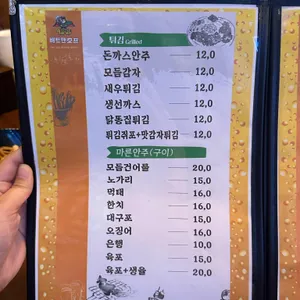 튀김 Grilled
돈까스안주 12,0
모듬감자 12,0
새우튀김 12,0
생선까스 12,0
닭똥집튀김 12,0
튀김쥐포+맛감자튀김 12,0
마른안주(구이)
모듬건어물 20,0
노가리 15,0
먹태 16,0
한치 16,0
대구포 15,0
오징어 16,0
은행 10,0
육포 15,0
육포+생율 20,0